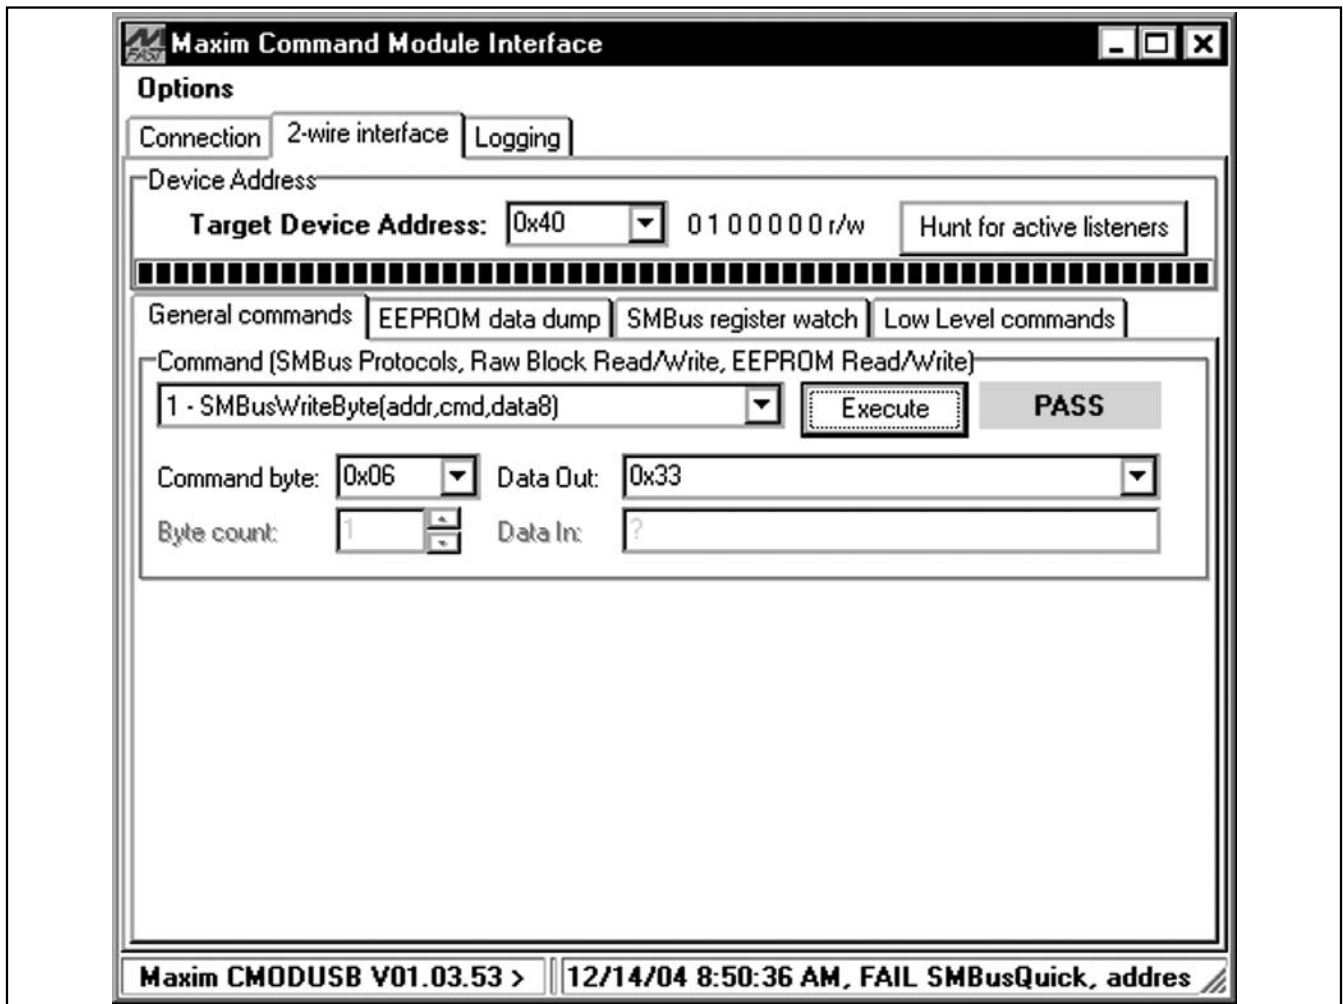 Maxim Command Module Interface
Options
Connection 2-wire interface Logging
Device Address
Target Device Address: 0x40 0 1 0 0 0 0 0 r/w Hunt for active listeners
General commands EEPROM data dump SMBus register watch Low Level commands
Command (SMBus Protocols, Raw Block Read/Write, EEPROM Read/Write)
1 - SMBusWriteByte(addr,cmd,data8) Execute PASS
Command byte: 0x06 Data Out: 0x33
Byte count: 1 Data In: ?
Maxim CMODUSB V01.03.53 > 12/14/04 8:50:36 AM, FAIL SMBusQuick, addres